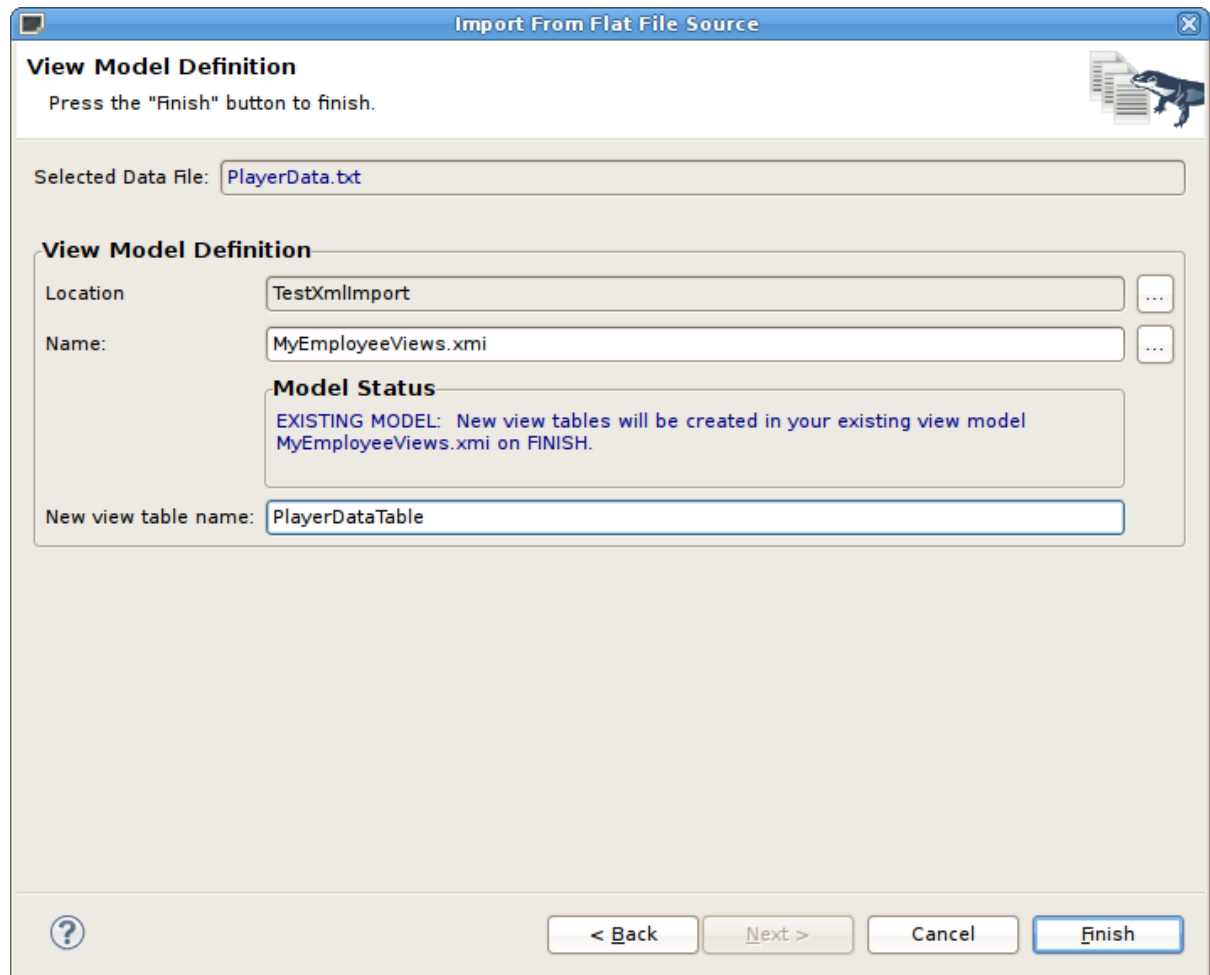 Import From Flat File Source
View Model Definition
Press the "Finish" button to finish.
Selected Data File: PlayerData.txt
View Model Definition
Location TestXmlImport ...
Name: MyEmployeeViews.xmi ...
Model Status
EXISTING MODEL: New view tables will be created in your existing view model
MyEmployeeViews.xmi on FINISH.
New view table name: PlayerDataTable
? < Back Next > Cancel Finish